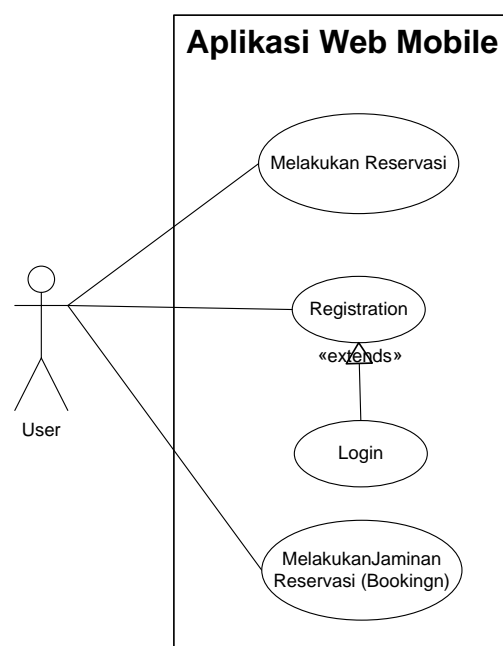 Aplikasi Web Mobile
Melakukan Reservasi
Registration
«extends»
User
Login
MelakukanJaminan
Reservasi (Bookingn)